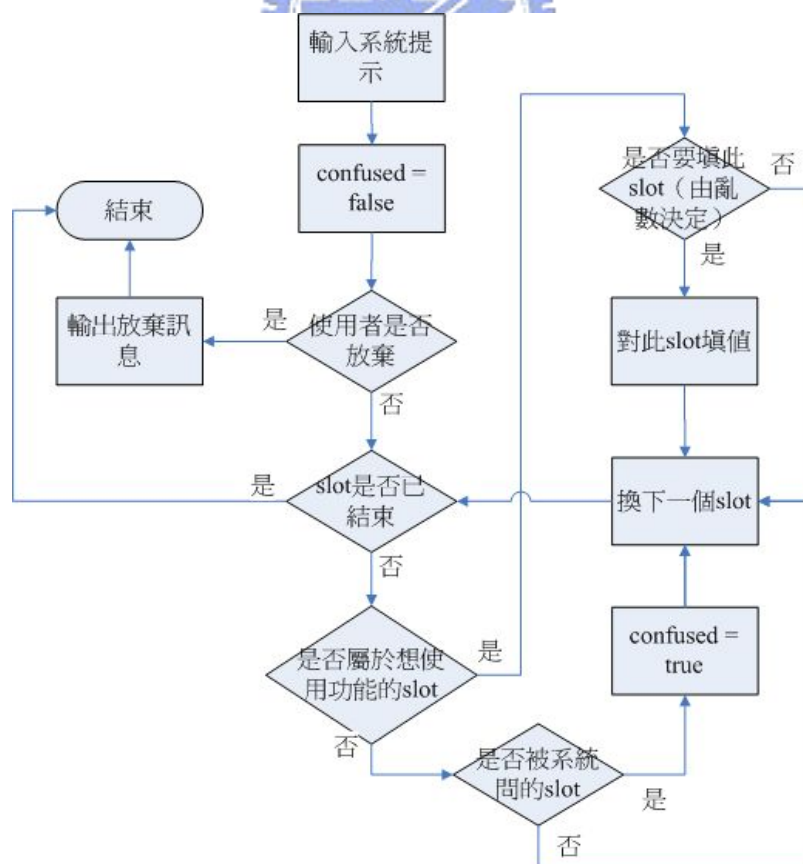 輸入系統提
示
confused =
false
使用者是否
放棄
是
否
輸出放棄訊
息
結束
slot是否已
結束
是
否
是否屬於想使
用功能的slot
是
否
是否被系統
問的slot
是
否
confused =
true
換下一個slot
是否要填此
slot（由亂
數決定）
否
是
對此slot填值